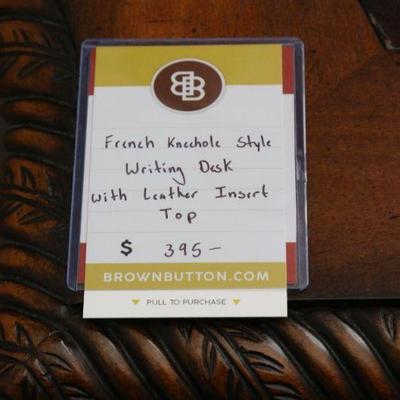 BB
French Kneehole Style
Writing Desk
with Leather Insert
Top
$ 395-
BROWNBUTTON.COM
PULL TO PURCHASE